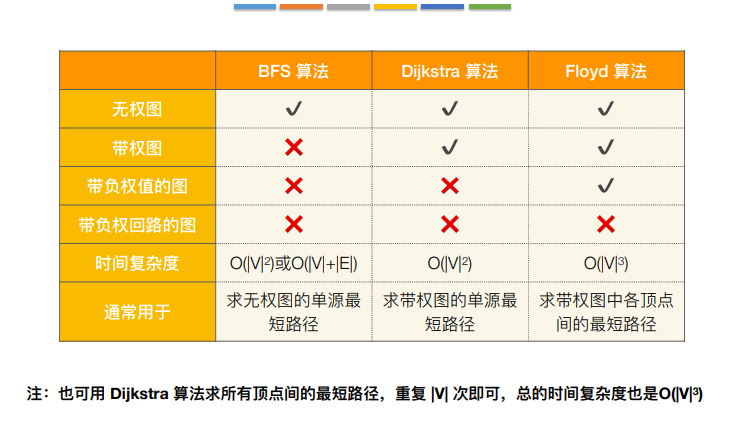 BFS 算法 Dijkstra 算法 Floyd 算法
无权图 ✔ ✔ ✔
带权图 ❌ ✔ ✔
带负权值的图 ❌ ❌ ✔
带负权回路的图 ❌ ❌ ❌
时间复杂度 O(|V|²)或O(|V|+|E|) O(|V|²) O(|V|³)
通常用于 求无权图的单源最 求带权图的单源最 求带权图中各顶点
短路径 短路径 间的最短路径
注：也可用 Dijkstra 算法求所有顶点间的最短路径，重复 |V| 次即可，总的时间复杂度也是O(|V|³)